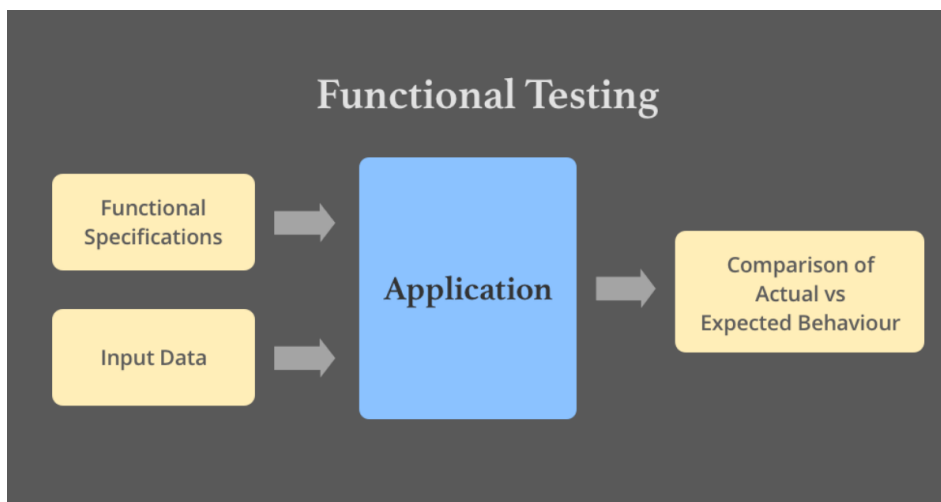 Functional Testing
Functional
Specifications
Input Data
Application
Comparison of
Actual vs
Expected Behaviour